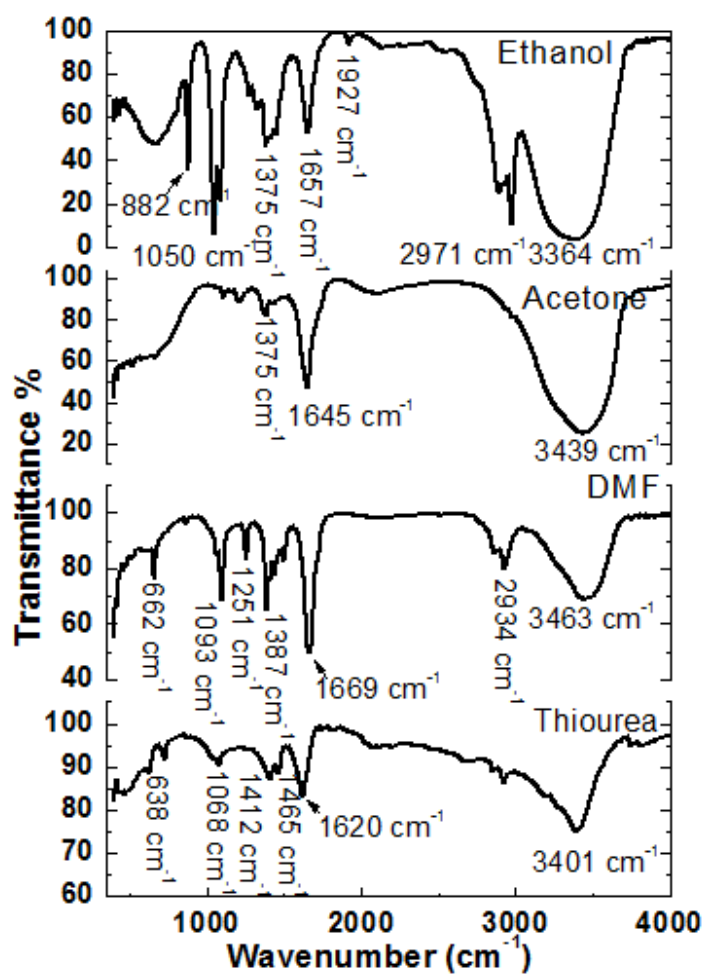 Transmittance %
100
80
60
40
20
0
Ethanol
882 cm⁻¹
1050 cm⁻¹
1375 cm⁻¹
1657 cm⁻¹
1927 cm⁻¹
2971 cm⁻¹
3364 cm⁻¹
100
80
60
40
20
Acetone
1375 cm⁻¹
1645 cm⁻¹
3439 cm⁻¹
100
80
60
40
DMF
662 cm⁻¹
1093 cm⁻¹
1251 cm⁻¹
1387 cm⁻¹
1669 cm⁻¹
2934 cm⁻¹
3463 cm⁻¹
100
90
80
70
60
Thiourea
638 cm⁻¹
1068 cm⁻¹
1412 cm⁻¹
1465 cm⁻¹
1620 cm⁻¹
3401 cm⁻¹
1000 2000 3000 4000
Wavenumber (cm⁻¹)